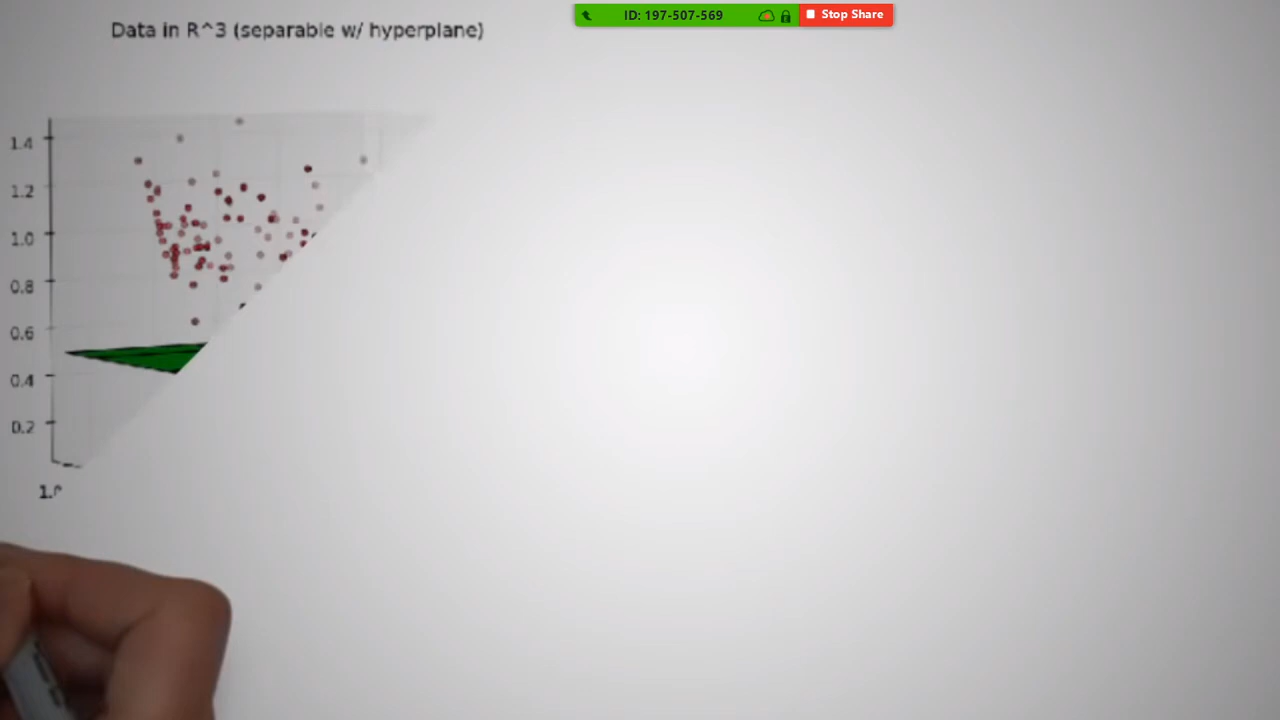 ID: 197-507-569
Stop Share
Data in R^3 (separable w/ hyperplane)
1.4
1.2
1.0
0.8
0.6
0.4
0.2